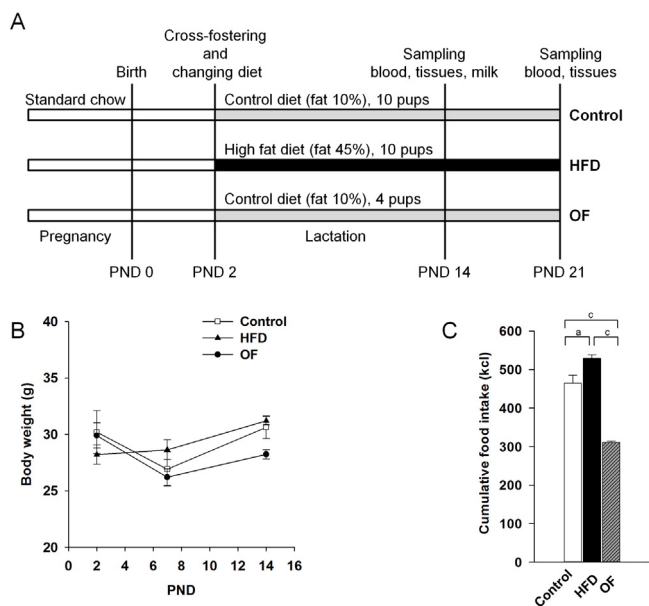 A
Cross-fostering
and
changing diet
Birth
Sampling
blood, tissues, milk
Sampling
blood, tissues
Standard chow
Control diet (fat 10%), 10 pups
Control
High fat diet (fat 45%), 10 pups
HFD
Control diet (fat 10%), 4 pups
OF
Pregnancy
Lactation
PND 0
PND 2
PND 14
PND 21
B
40
35
30
25
20
Body weight (g)
Control
HFD
OF
0 2 4 6 8 10 12 14 16
PND
C
c
a
c
600
500
400
300
200
100
0
Cumulative food intake (kcl)
Control
HFD
OF